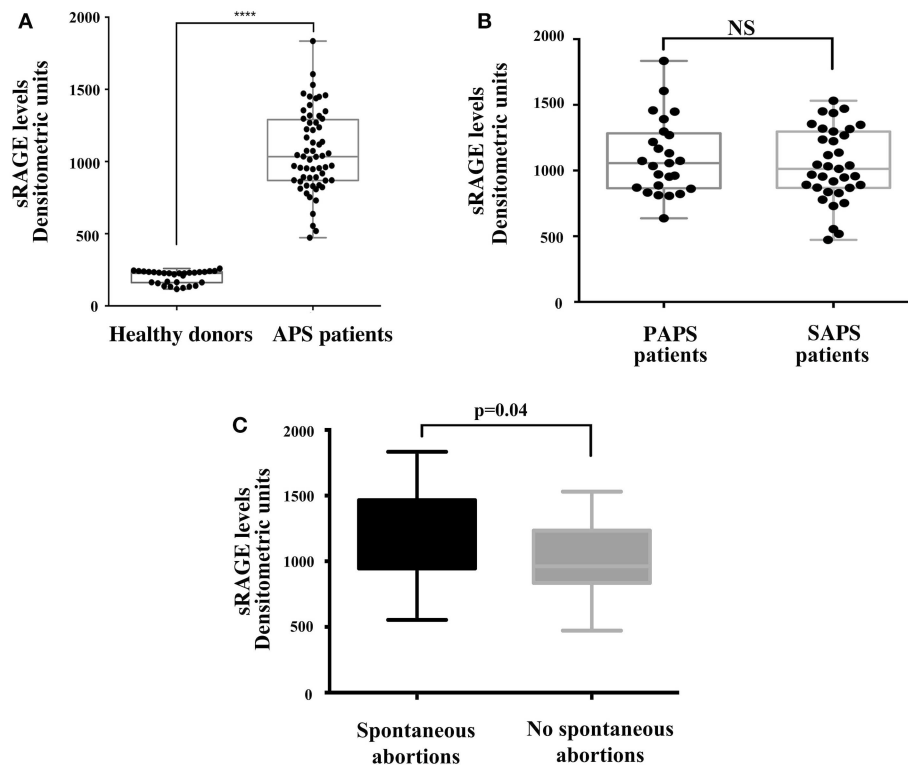 A
sRAGE levels
Densitometric units
2000
1500
1000
500
0
****
Healthy donors
APS patients
B
sRAGE levels
Densitometric units
2000
1500
1000
500
0
NS
PAPS
patients
SAPS
patients
C
sRAGE levels
Densitometric units
2000
1500
1000
500
0
p=0.04
Spontaneous
abortions
No spontaneous
abortions